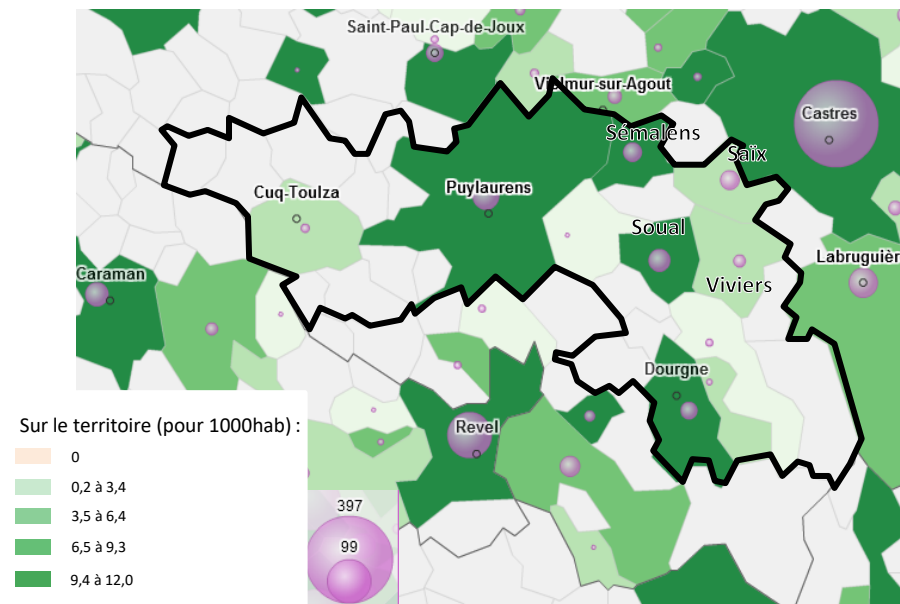 Saint-Paul-Cap-de-Joux
Vielmur-sur-Agout
Castres
Sémalens
Saïx
Cuq-Toulza
Puylaurens
Soual
Labruguièr
Caraman
Viviers
Dourgne
Revel
Sur le territoire (pour 1000hab) :
0
0,2 à 3,4
3,5 à 6,4
6,5 à 9,3
9,4 à 12,0
397
99